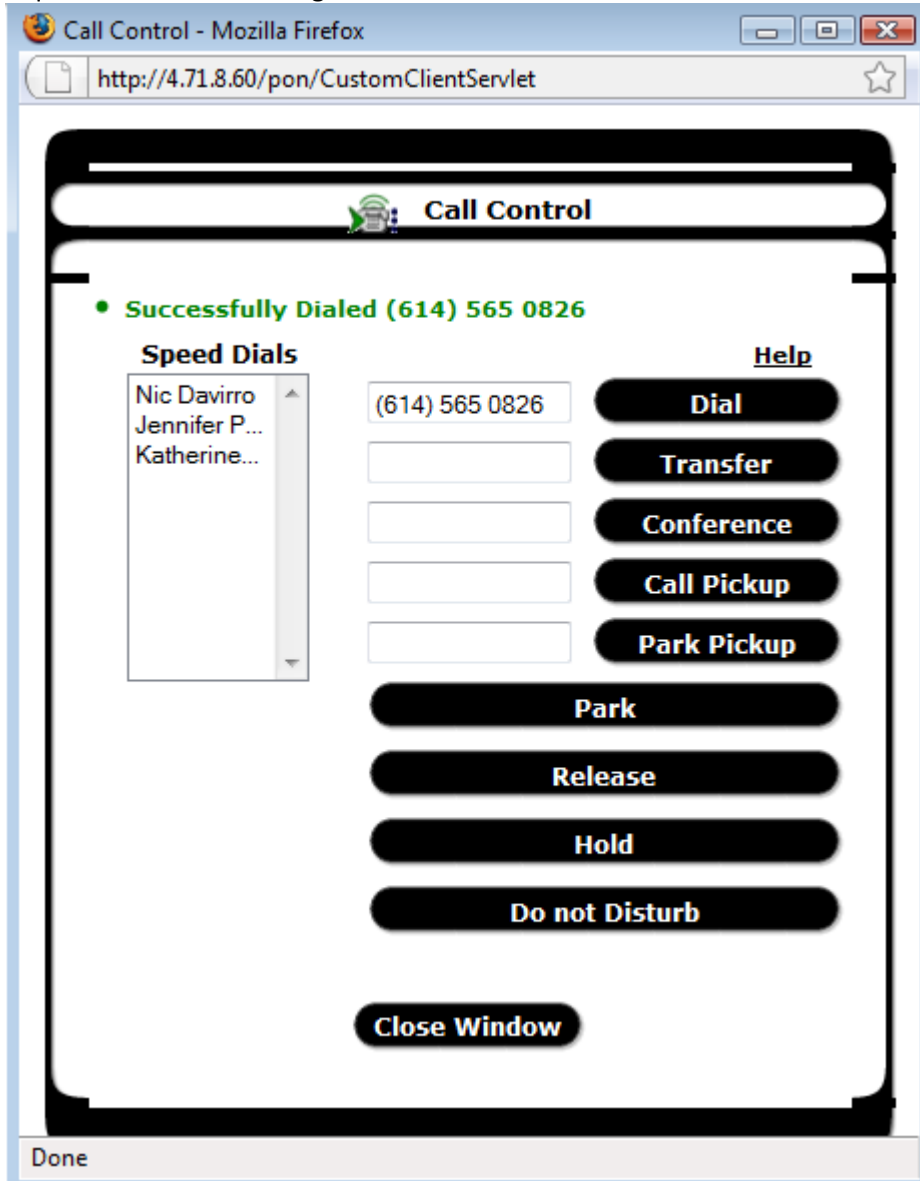 Call Control - Mozilla Firefox
http://4.71.8.60/pon/CustomClientServlet
Call Control
Successfully Dialed (614) 565 0826
Speed Dials
Help
Nic Davirro
Jennifer P...
Katherine...
(614) 565 0826
Dial
Transfer
Conference
Call Pickup
Park Pickup
Park
Release
Hold
Do not Disturb
Close Window
Done